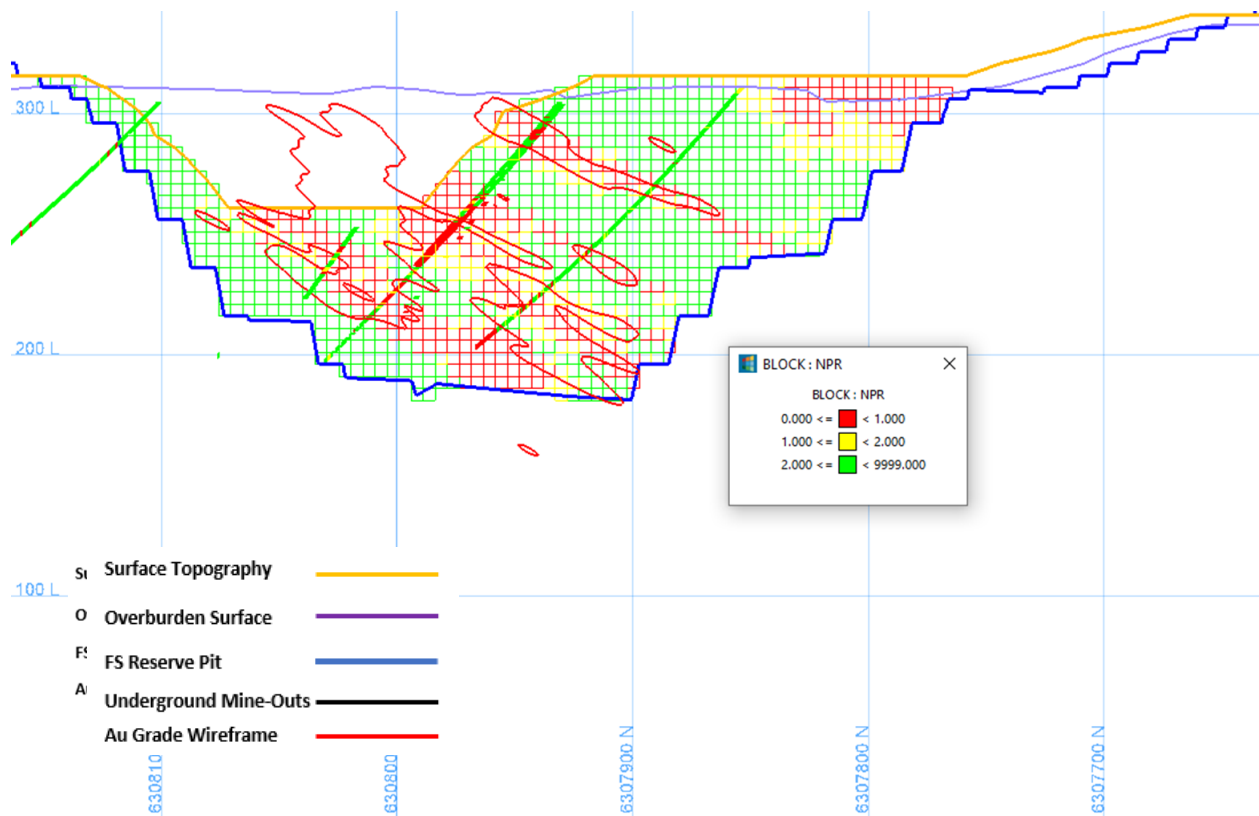 300 L
200 L
BLOCK : NPR
BLOCK : NPR
0.000 <= < 1.000
1.000 <= < 2.000
2.000 <= < 9999.000
Surface Topography
100 L
Overburden Surface
FS Reserve Pit
Underground Mine-Outs
Au Grade Wireframe
630810
630800
6307900 N
6307800 N
6307700 N